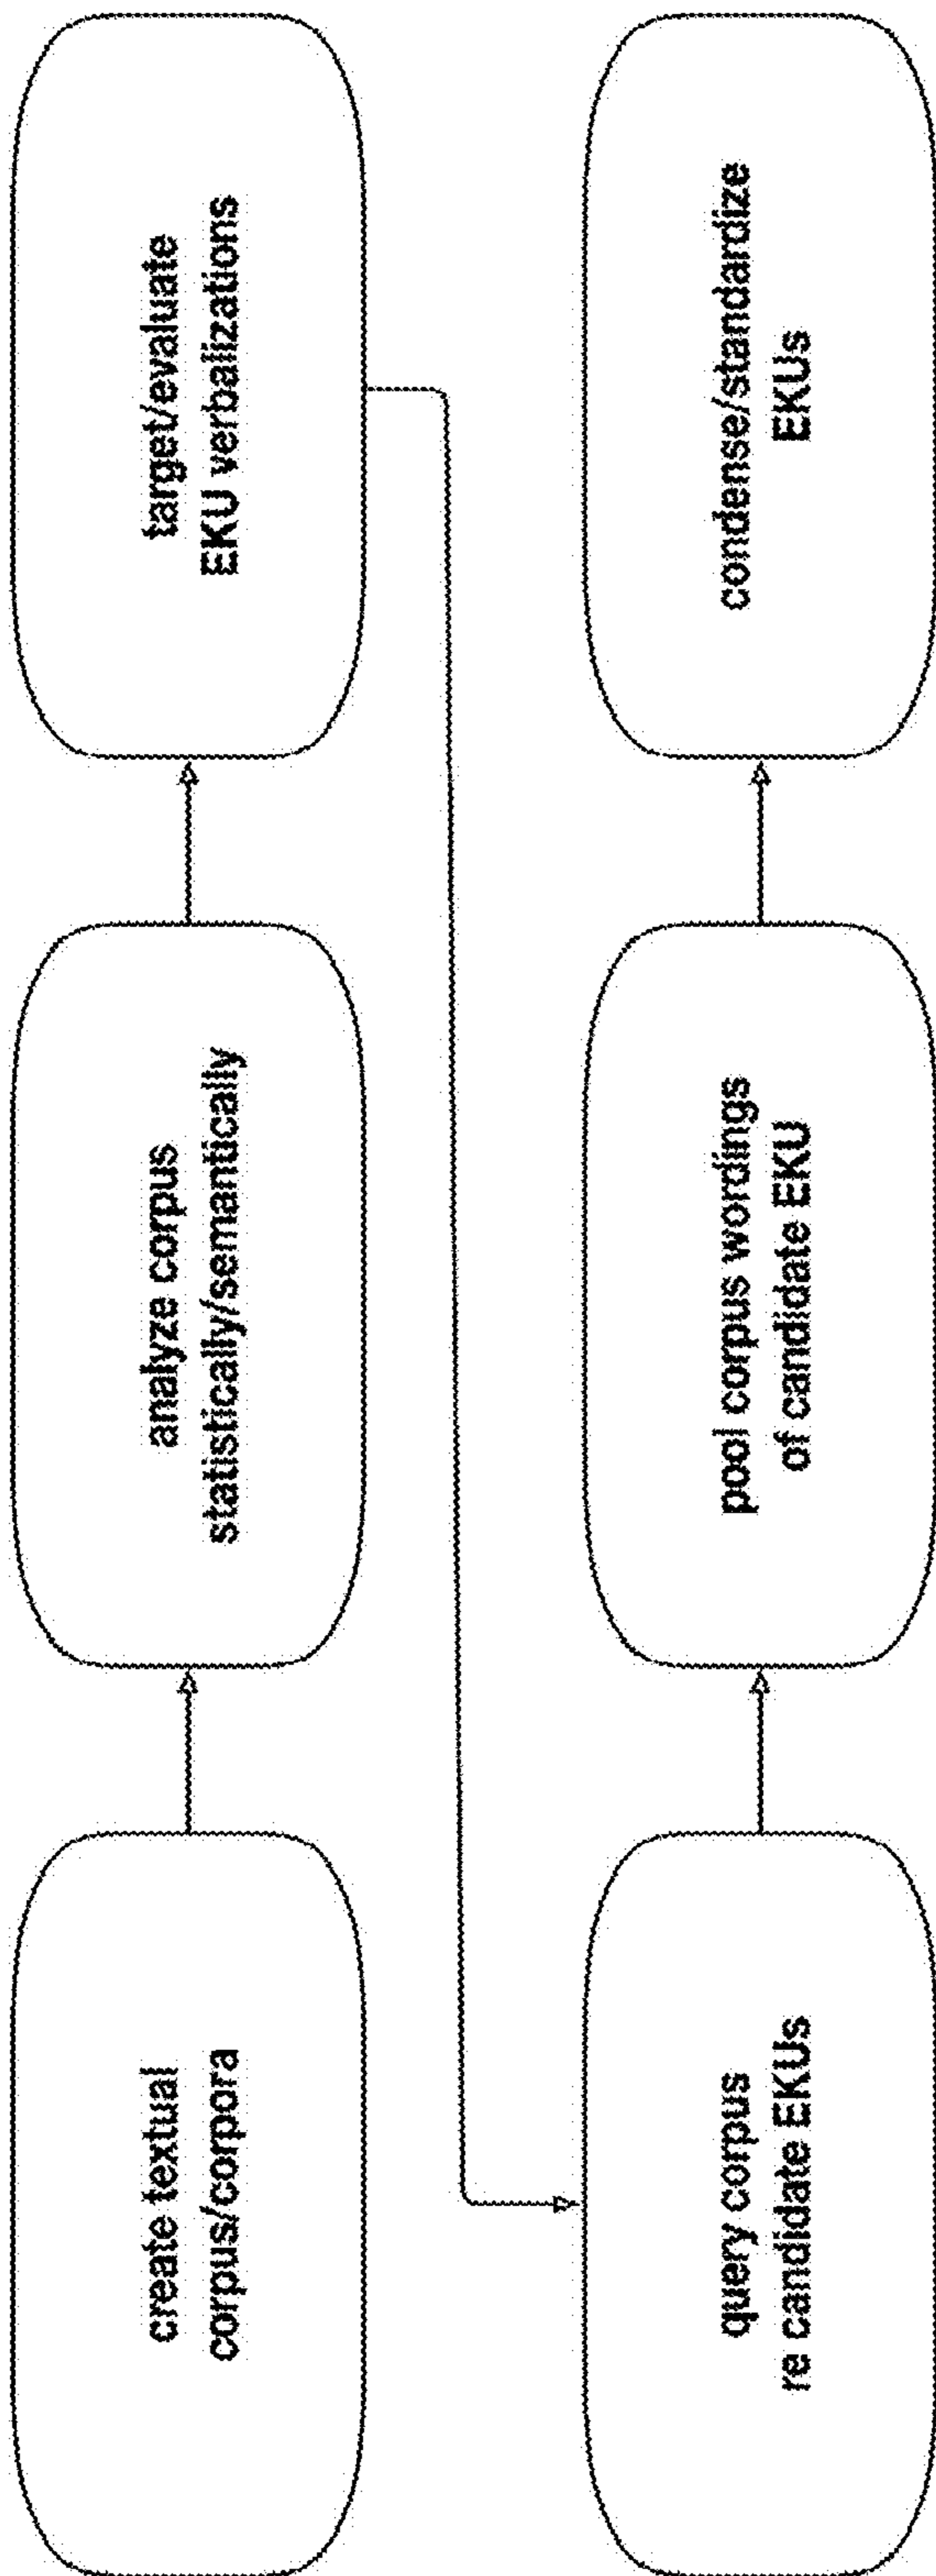 create textual
corpus/corpora
analyze corpus
statistically/semantically
target/evaluate
EKU verbalizations
query corpus
re candidate EKUs
pool corpus wordings
of candidate EKU
condense/standardize
EKUs